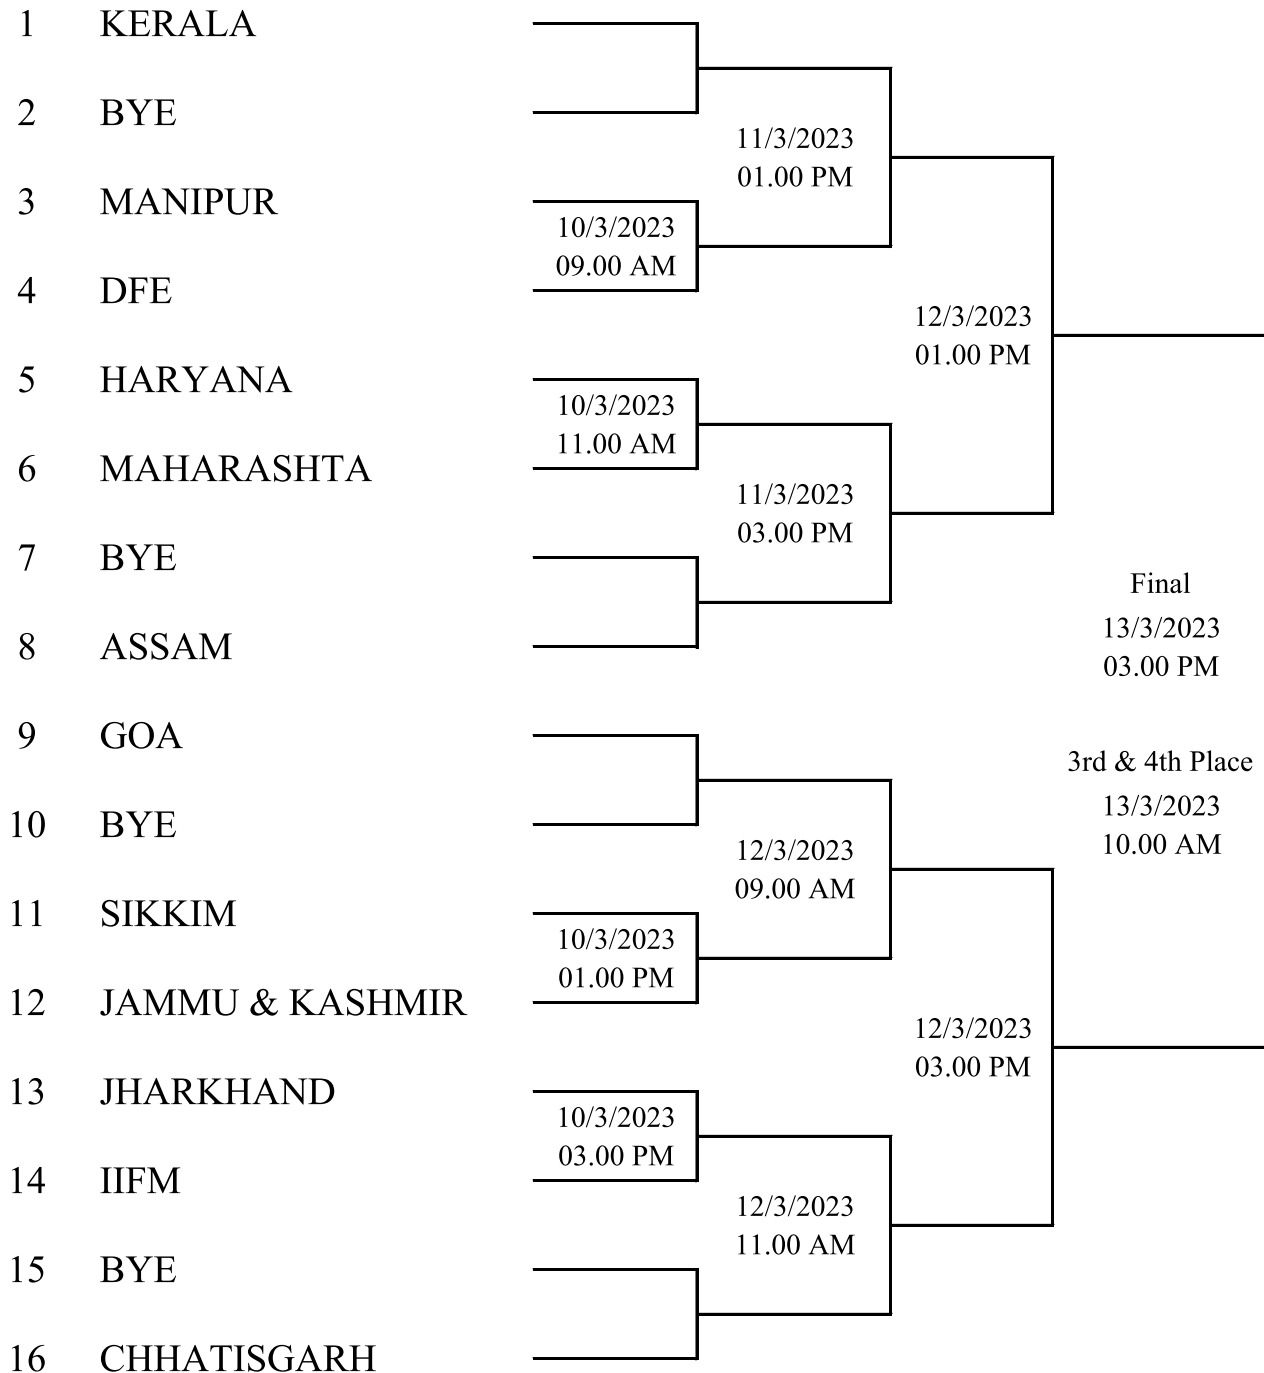 1 KERALA
2 BYE
11/3/2023
01.00 PM
3 MANIPUR
10/3/2023
09.00 AM
4 DFE
12/3/2023
01.00 PM
5 HARYANA
10/3/2023
11.00 AM
6 MAHARASHTA
11/3/2023
03.00 PM
7 BYE
Final
13/3/2023
03.00 PM
8 ASSAM
9 GOA
3rd & 4th Place
13/3/2023
10.00 AM
10 BYE
12/3/2023
09.00 AM
11 SIKKIM
10/3/2023
01.00 PM
12 JAMMU & KASHMIR
12/3/2023
03.00 PM
13 JHARKHAND
10/3/2023
03.00 PM
14 IIFM
12/3/2023
11.00 AM
15 BYE
16 CHHATISGARH